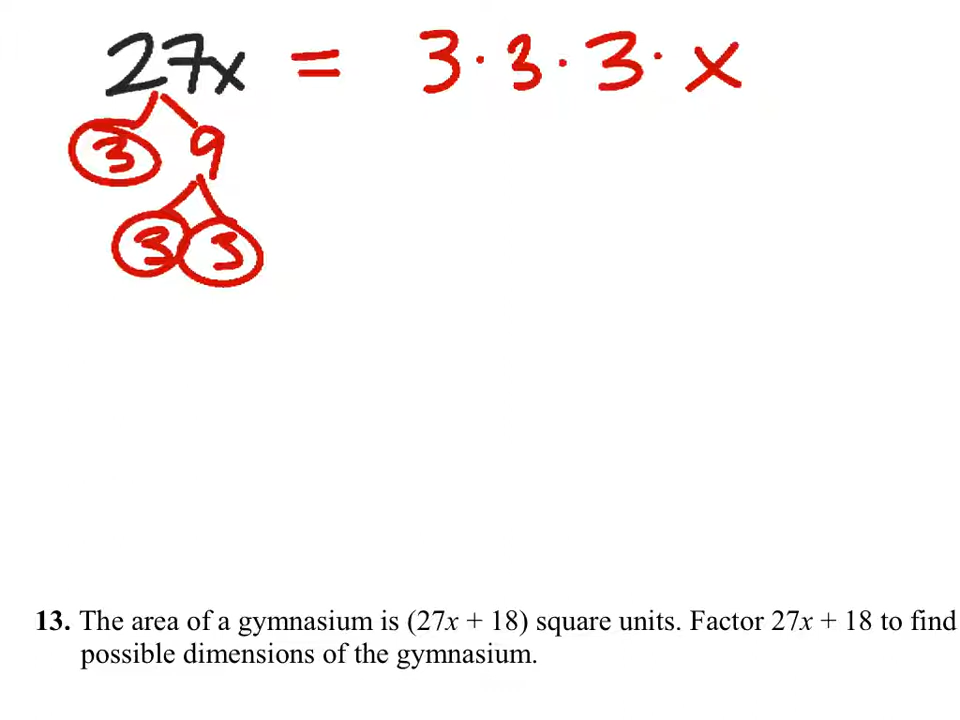 27x = 3·3·3·x
3 9
3 3
13. The area of a gymnasium is (27x + 18) square units. Factor 27x + 18 to find
possible dimensions of the gymnasium.